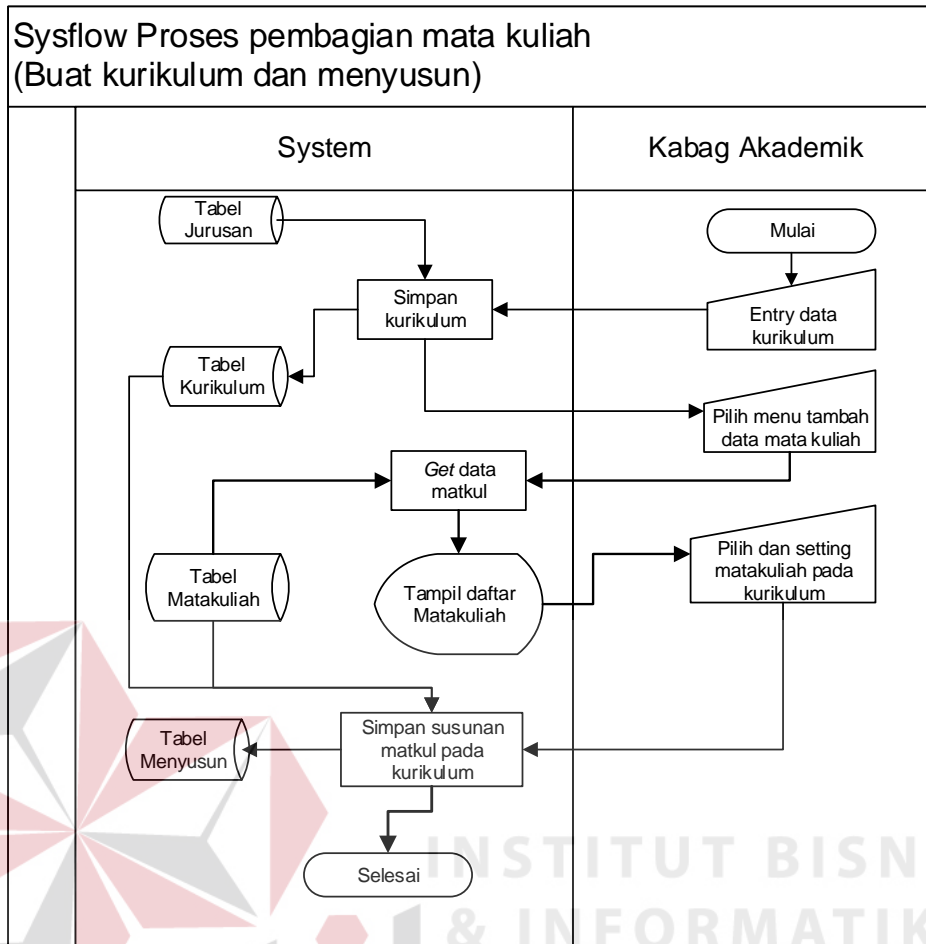 Sysflow Proses pembagian mata kuliah
(Buat kurikulum dan menyusun)
System
Kabag Akademik
Tabel
Jurusan
Mulai
Simpan
kurikulum
Entry data
kurikulum
Tabel
Kurikulum
Pilih menu tambah
data mata kuliah
Get data
matkul
Tabel
Matakuliah
Tampil daftar
Matakuliah
Pilih dan setting
matakuliah pada
kurikulum
Tabel
Menyusun
Simpan susunan
matkul pada
kurikulum
Selesai
INSTITUT BISN
& INFORMATIK